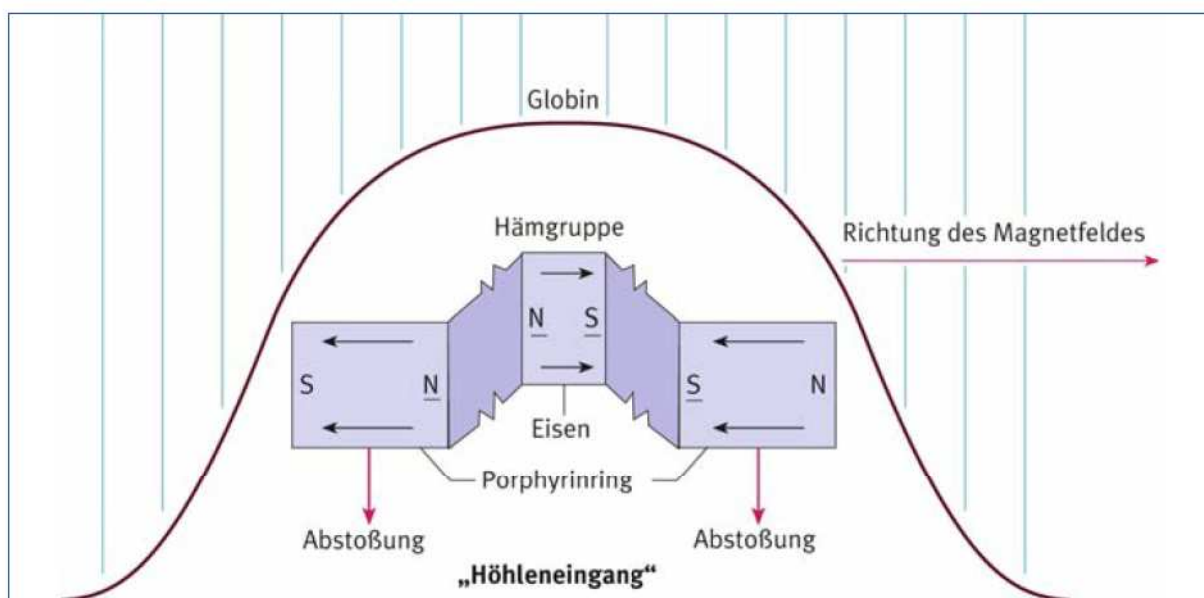 Globin
Hämgruppe
Richtung des Magnetfeldes
N S
S N
S N
Eisen
Porphyrinring
Abstoßung
Abstoßung
„Höhleneingang“